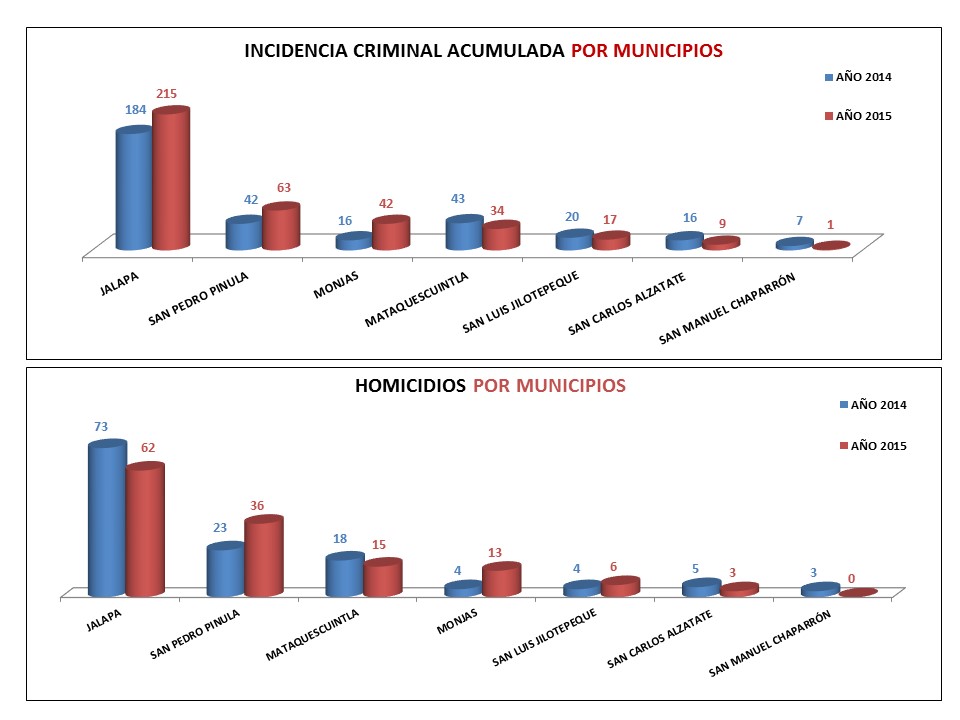 INCIDENCIA CRIMINAL ACUMULADA POR MUNICIPIOS
AÑO 2014
AÑO 2015
184 215 42 63 16 42 43 34 20 17 16 9 7 1
JALAPA SAN PEDRO PINULA MONJAS MATAQUESCUINTLA SAN LUIS JILOTEPEQUE SAN CARLOS ALZATATE SAN MANUEL CHAPARRÓN
HOMICIDIOS POR MUNICIPIOS
AÑO 2014
AÑO 2015
73 62 23 36 18 15 4 13 4 6 5 3 3 0
JALAPA SAN PEDRO PINULA MATAQUESCUINTLA MONJAS SAN LUIS JILOTEPEQUE SAN CARLOS ALZATATE SAN MANUEL CHAPARRÓN